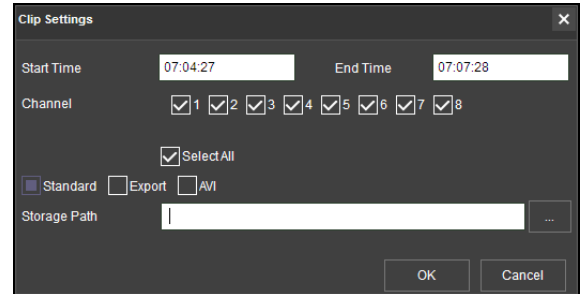 Clip Settings
Start Time 07:04:27 End Time 07:07:28
Channel 1 2 3 4 5 6 7 8
Select All
Standard Export AVI
Storage Path ...
OK Cancel